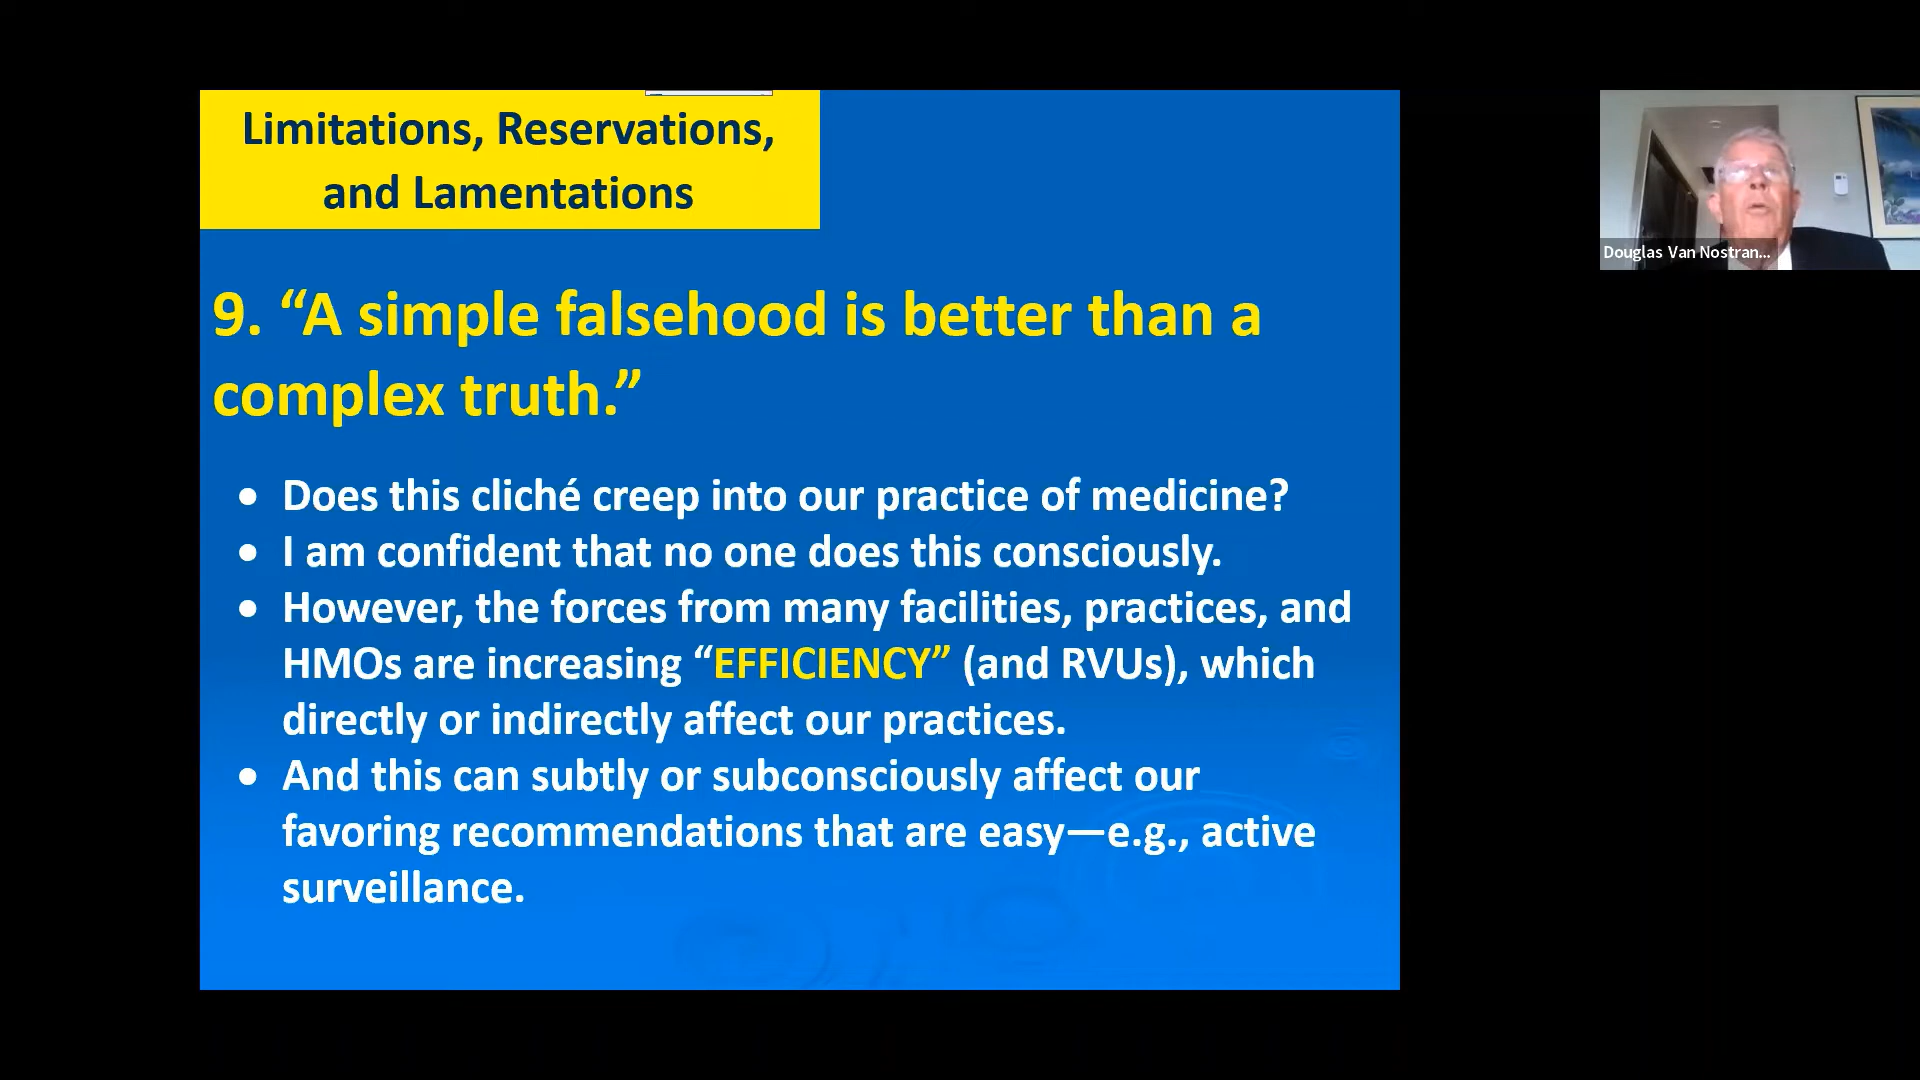 Limitations, Reservations,
and Lamentations
9. “A simple falsehood is better than a
complex truth.”
• Does this cliché creep into our practice of medicine?
• I am confident that no one does this consciously.
• However, the forces from many facilities, practices, and
HMOs are increasing “EFFICIENCY” (and RVUs), which
directly or indirectly affect our practices.
• And this can subtly or subconsciously affect our
favoring recommendations that are easy—e.g., active
surveillance.
Douglas Van Nostran...